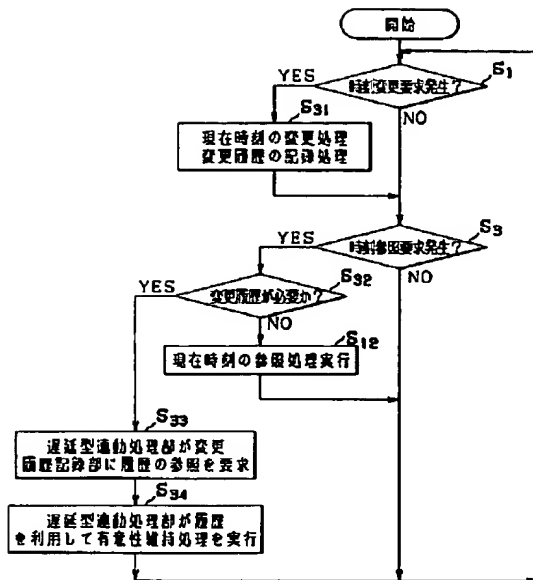 開始
時刻変更要求発生?
S1
YES
S31
NO
現在時刻の変更処理
変更履歴の記録処理
時刻参照要求発生?
S3
YES
NO
変更履歴が必要か?
S32
YES
NO
S12
現在時刻の参照処理実行
S33
遅延型連動処理部が変更
履歴記録部に履歴の参照を要求
S34
遅延型連動処理部が履歴
を利用して有意性維持処理を実行